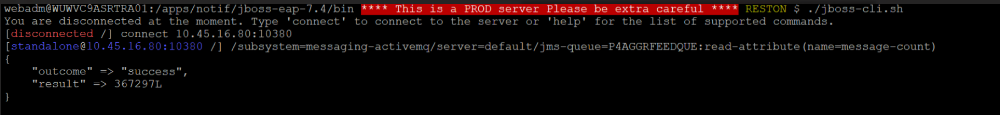 webadm@WUWVC9ASRTRA01:/apps/notif/jboss-eap-7.4/bin **** This is a PROD server Please be extra careful **** RESTON $ ./jboss-cli.sh
You are disconnected at the moment. Type 'connect' to connect to the server or 'help' for the list of supported commands.
[disconnected /] connect 10.45.16.80:10380
[standalone@10.45.16.80:10380 /] /subsystem=messaging-activemq/server=default/jms-queue=P4AGGRFEEDQUE:read-attribute(name=message-count)
{
    "outcome" => "success",
    "result" => 367297L
}